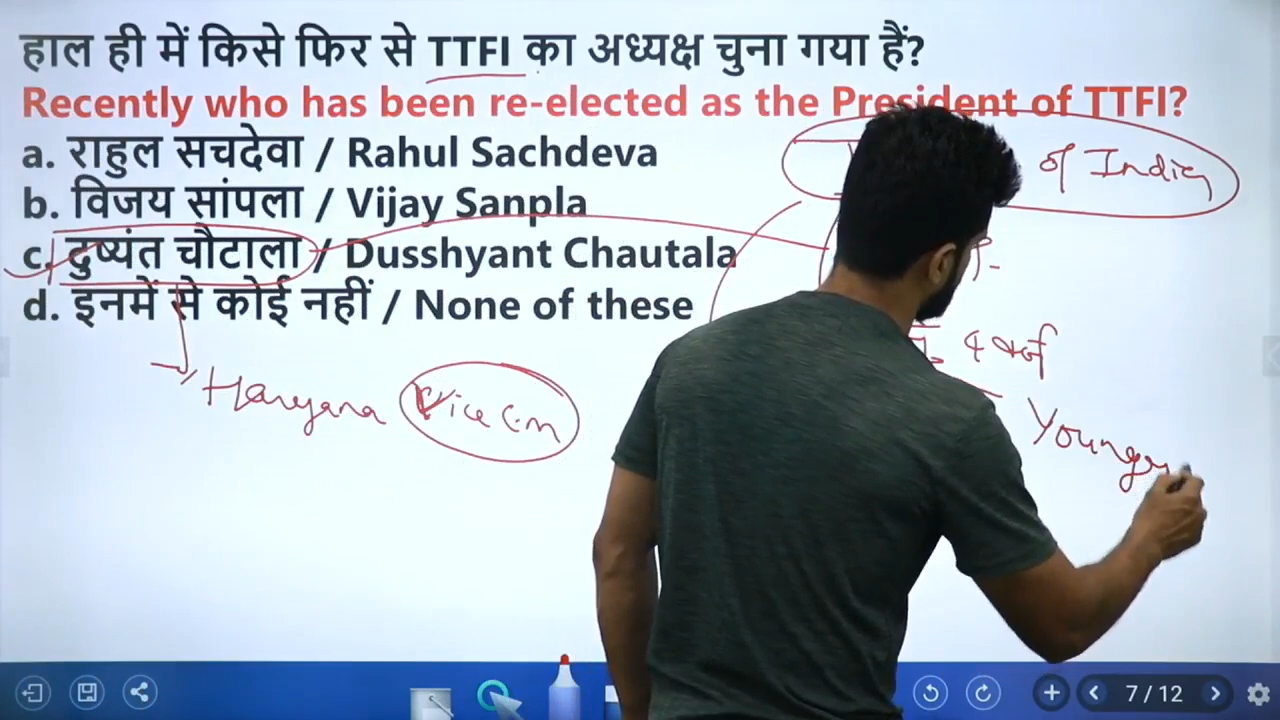 हाल ही में किसे फिर से TTFI का अध्यक्ष चुना गया हैं?
Recently who has been re-elected as the President of TTFI?
of India
a. राहुल सचदेवा / Rahul Sachdeva
b. विजय सांपला / Vijay Sanpla
c. दुष्यंत चौटाला / Dusshyant Chautala
d. इनमें से कोई नहीं / None of these
Haryana Vice C.m
Younger
7 / 12